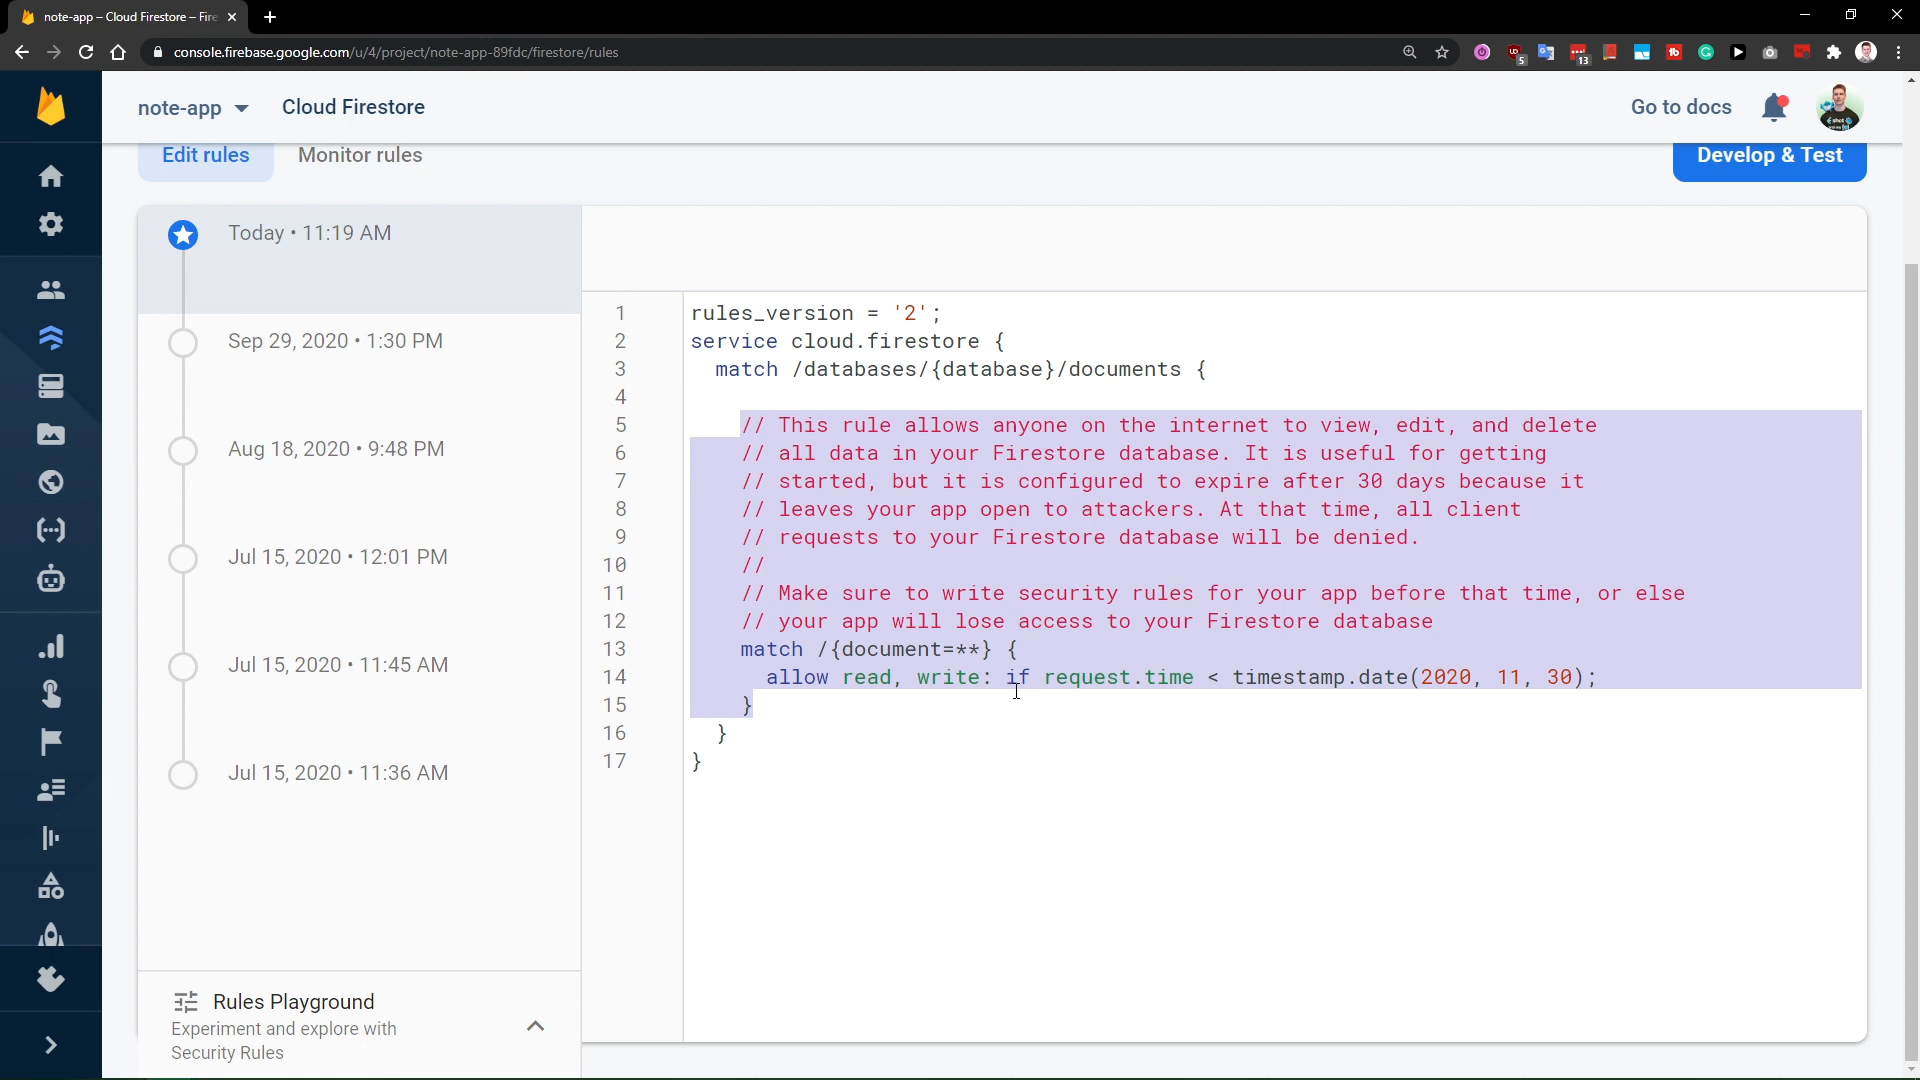 note-app – Cloud Firestore – Fire
console.firebase.google.com/u/4/project/note-app-89fdc/firestore/rules
5
13
note-app
Cloud Firestore
Go to docs
Edit rules
Monitor rules
Develop & Test
Today • 11:19 AM
Sep 29, 2020 • 1:30 PM
Aug 18, 2020 • 9:48 PM
Jul 15, 2020 • 12:01 PM
Jul 15, 2020 • 11:45 AM
Jul 15, 2020 • 11:36 AM
1 rules_version = '2';
2 service cloud.firestore {
3 match /databases/{database}/documents {
4
5 // This rule allows anyone on the internet to view, edit, and delete
6 // all data in your Firestore database. It is useful for getting
7 // started, but it is configured to expire after 30 days because it
8 // leaves your app open to attackers. At that time, all client
9 // requests to your Firestore database will be denied.
10 //
11 // Make sure to write security rules for your app before that time, or else
12 // your app will lose access to your Firestore database
13 match /{document=**} {
14 allow read, write: if request.time < timestamp.date(2020, 11, 30);
15 }
16 }
17 }
Rules Playground
Experiment and explore with
Security Rules